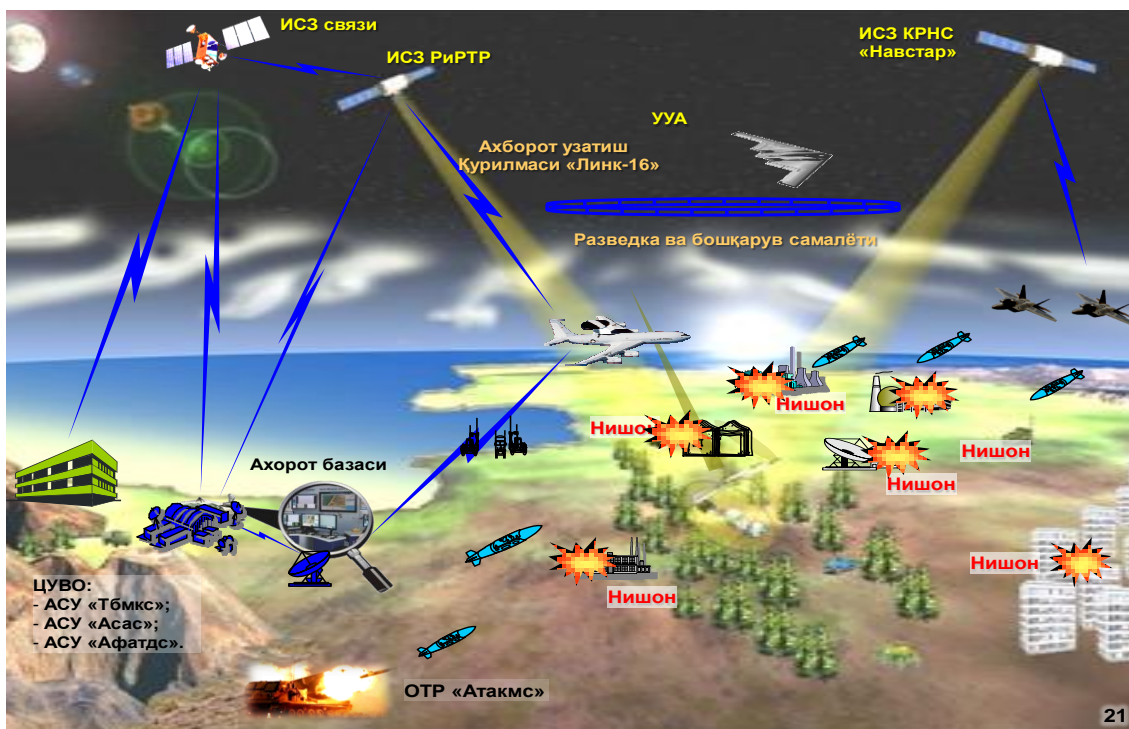 ИСЗ связи
ИСЗ РиРТР
ИСЗ КРНС
«Навстар»
УУА
Ахборот узатиш
Қурилмаси «Линк-16»
Разведка ва бошқарув самалёти
Нишон
Нишон
Нишон
Нишон
Ахорот базаси
Нишон
Нишон
ЦУВО:
- АСУ «Тбмкс»;
- АСУ «Асас»;
- АСУ «Афатдс».
ОТР «Атакмс»
21